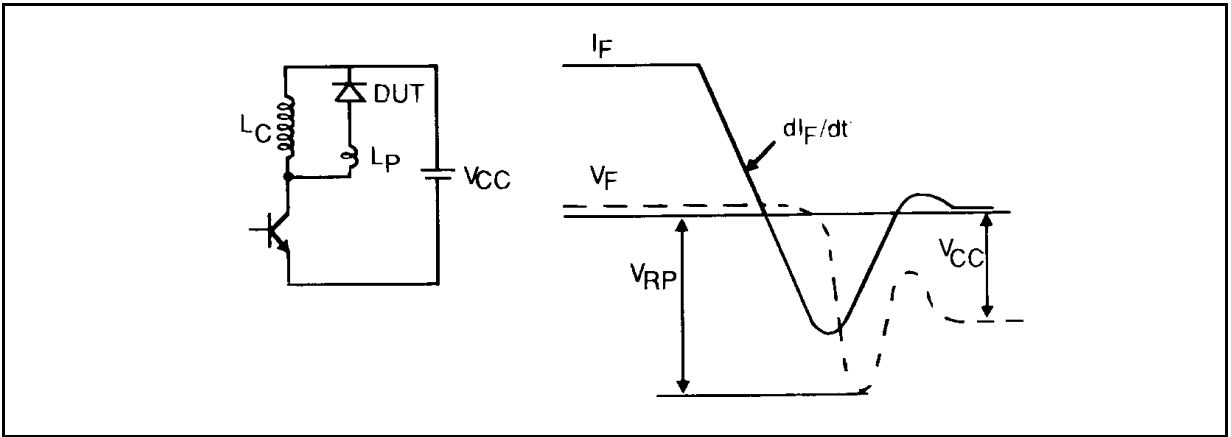 DUT
LC
LP
VCC
IF
dIF/dt
VF
VRP
VCC